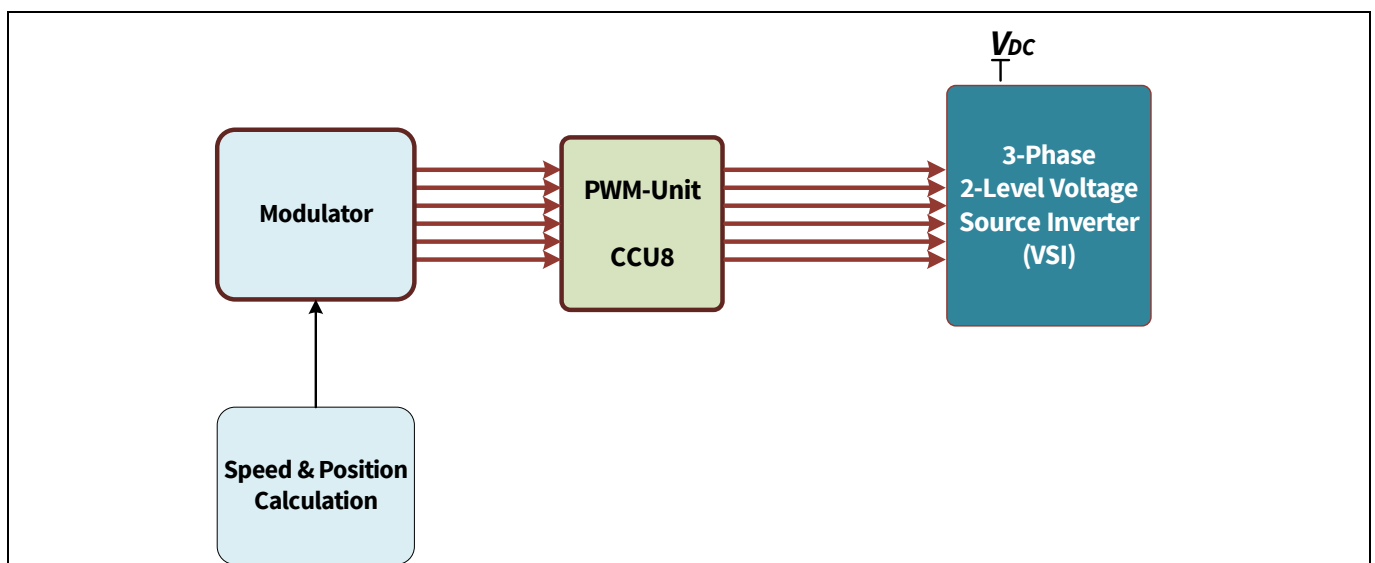 VDC
3-Phase
2-Level Voltage
Source Inverter
(VSI)
Modulator
PWM-Unit
CCU8
Speed & Position
Calculation